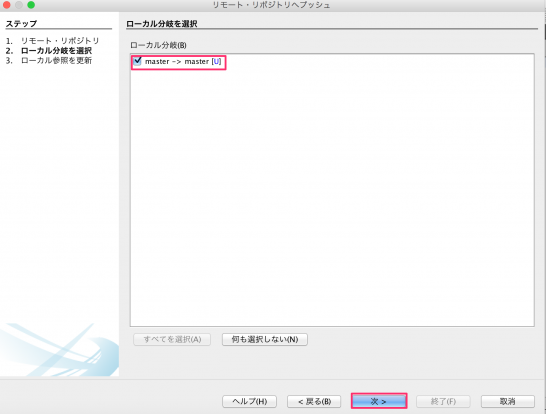 リモート・リポジトリへプッシュ
ステップ
1. リモート・リポジトリ
2. ローカル分岐を選択
3. ローカル参照を更新
ローカル分岐を選択
ローカル分岐(B)
master -> master [U]
すべてを選択(A)
何も選択しない(N)
ヘルプ(H)
< 戻る(B)
次 >
終了(F)
取消